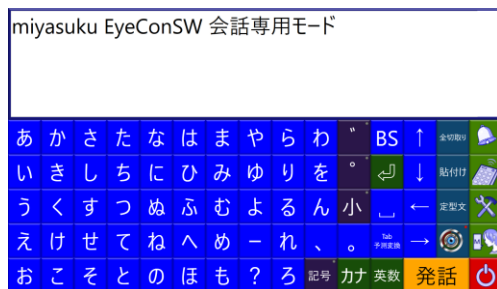 miyasuku EyeConSW 会話専用モード
あ か さ た な は ま や ら わ ゛ BS ↑ 全切取り
い き し ち に ひ み ゆ り を ゜ ⏎ ↓ 貼付け
う く す つ ぬ ふ む よ る ん 小 ␣ ← 定型文
え け せ て ね へ め ー れ 、 。 Tab 予測変換 →
お こ そ と の ほ も ? ろ 記号 カナ 英数 発話